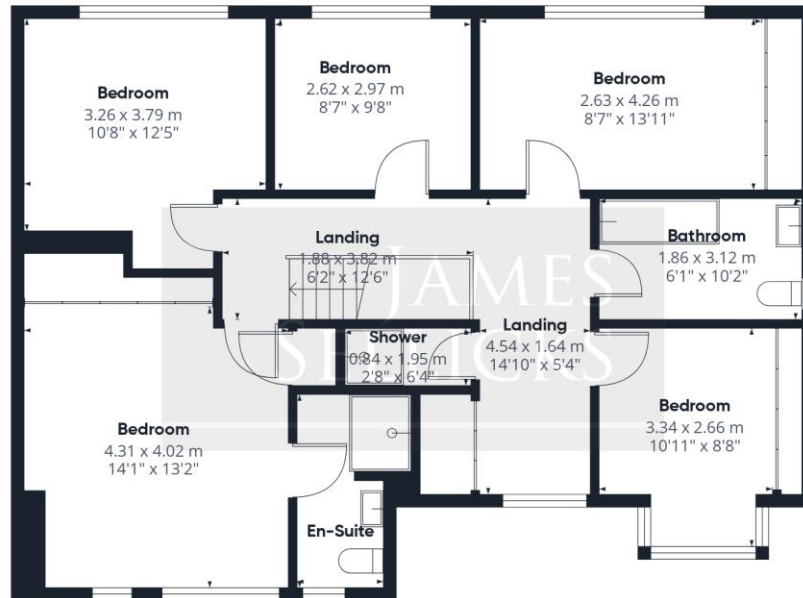 Bedroom
3.26 x 3.79 m
10'8" x 12'5"
Bedroom
2.62 x 2.97 m
8'7" x 9'8"
Bedroom
2.63 x 4.26 m
8'7" x 13'11"
Landing
1.88 x 3.82 m
6'2" x 12'6"
Bathroom
1.86 x 3.12 m
6'1" x 10'2"
JAMES
SELLICKS
Shower
0.84 x 1.95 m
2'8" x 6'4"
Landing
4.54 x 1.64 m
14'10" x 5'4"
Bedroom
4.31 x 4.02 m
14'1" x 13'2"
Bedroom
3.34 x 2.66 m
10'11" x 8'8"
En-Suite